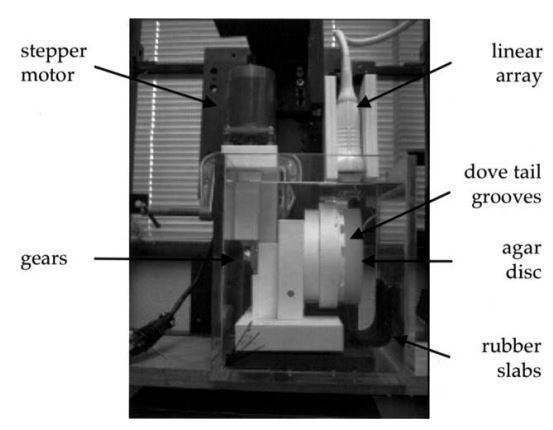 stepper
motor
linear
array
dove tail
grooves
gears
agar
disc
rubber
slabs